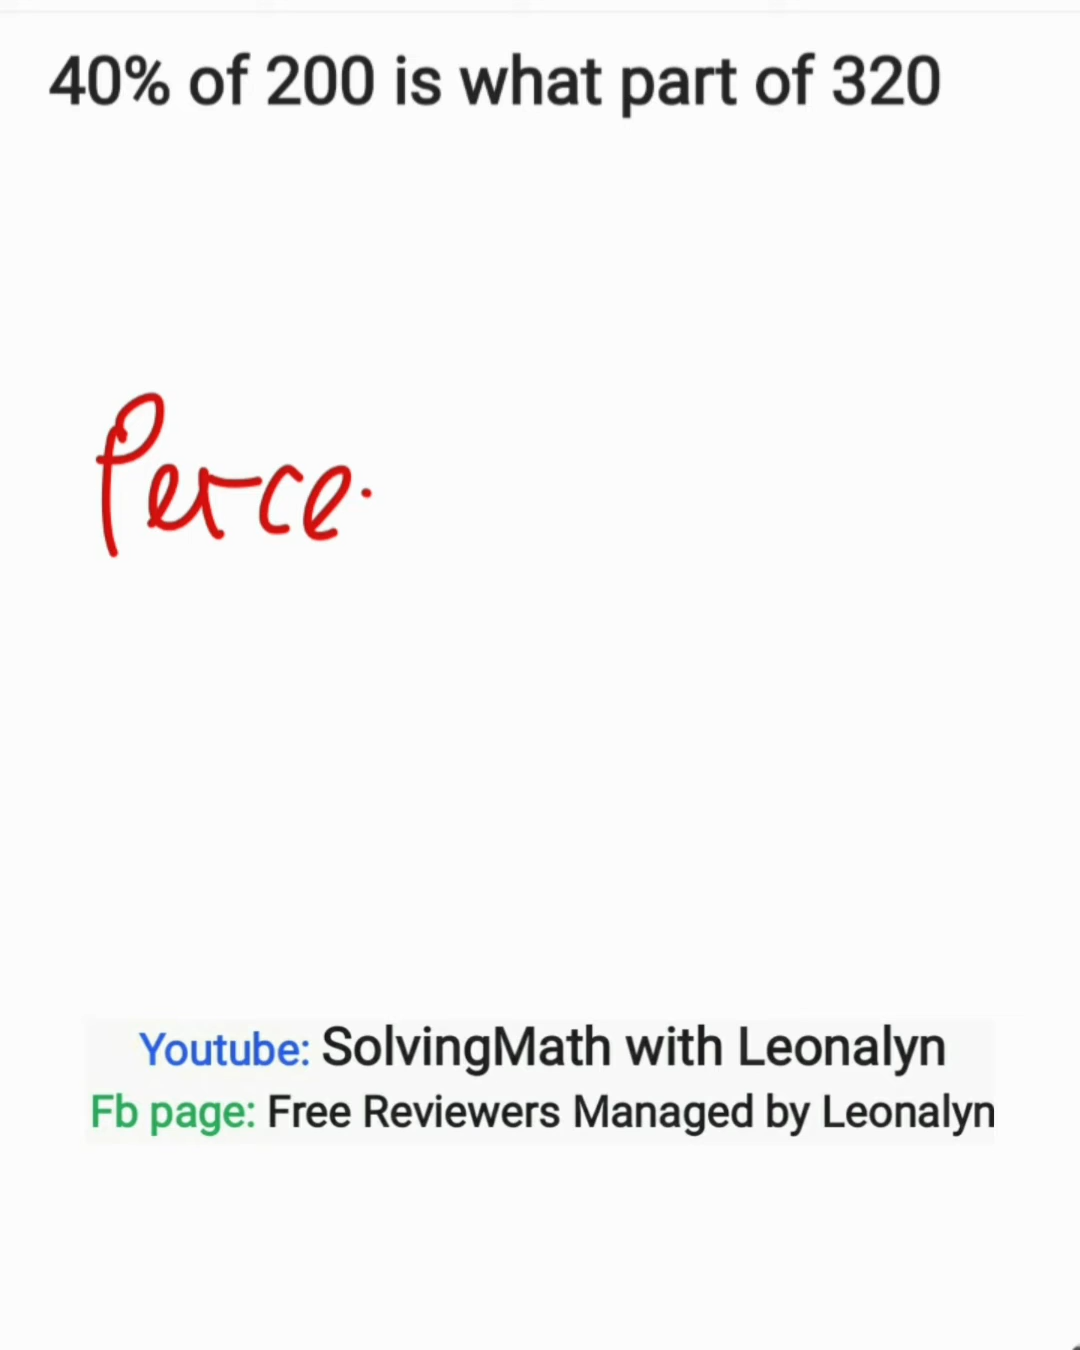 40% of 200 is what part of 320
Perce
Youtube: SolvingMath with Leonalyn
Fb page: Free Reviewers Managed by Leonalyn